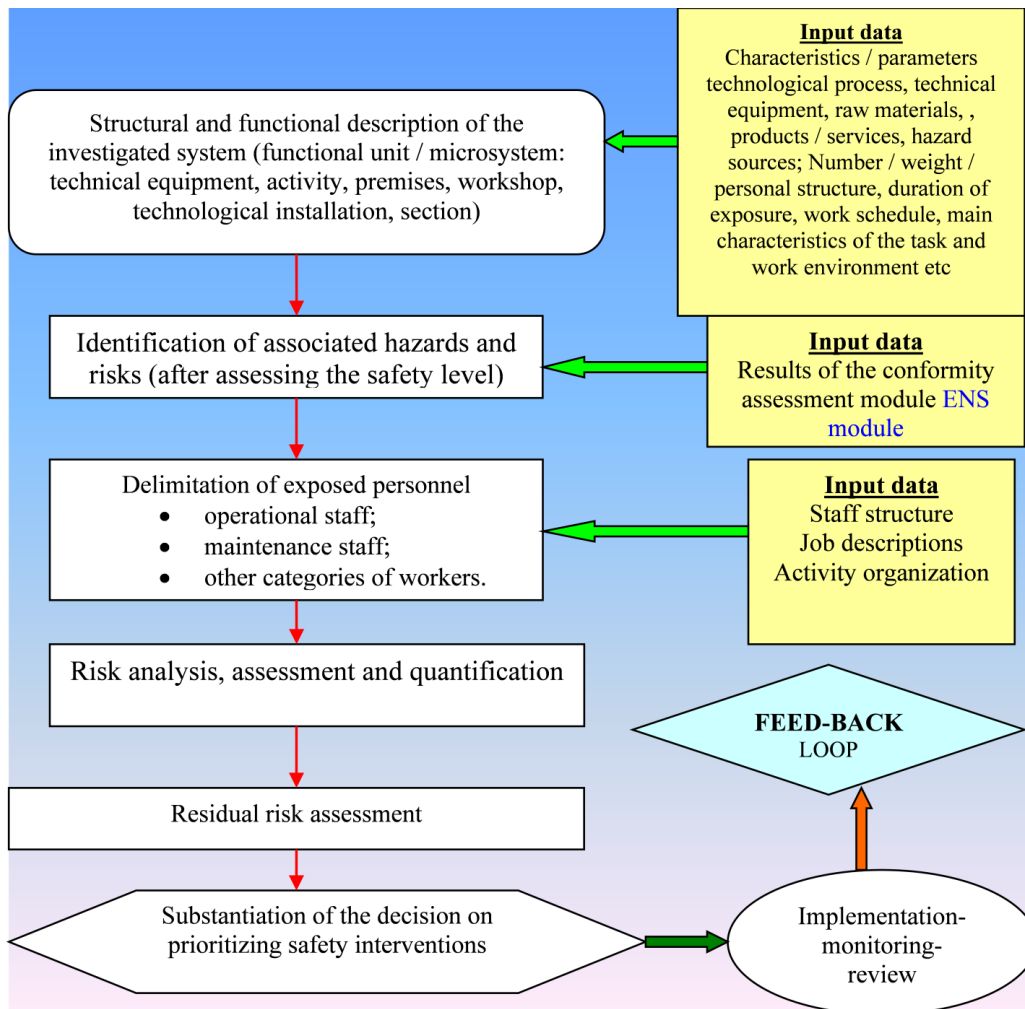 Structural and functional description of the
investigated system (functional unit / microsystem:
technical equipment, activity, premises, workshop,
technological installation, section)
Input data
Characteristics / parameters
technological process, technical
equipment, raw materials, ,
products / services, hazard
sources; Number / weight /
personal structure, duration of
exposure, work schedule, main
characteristics of the task and
work environment etc
Identification of associated hazards and
risks (after assessing the safety level)
Input data
Results of the conformity
assessment module ENS
module
Delimitation of exposed personnel
• operational staff;
• maintenance staff;
• other categories of workers.
Input data
Staff structure
Job descriptions
Activity organization
Risk analysis, assessment and quantification
FEED-BACK
LOOP
Residual risk assessment
Substantiation of the decision on
prioritizing safety interventions
Implementation-
monitoring-
review